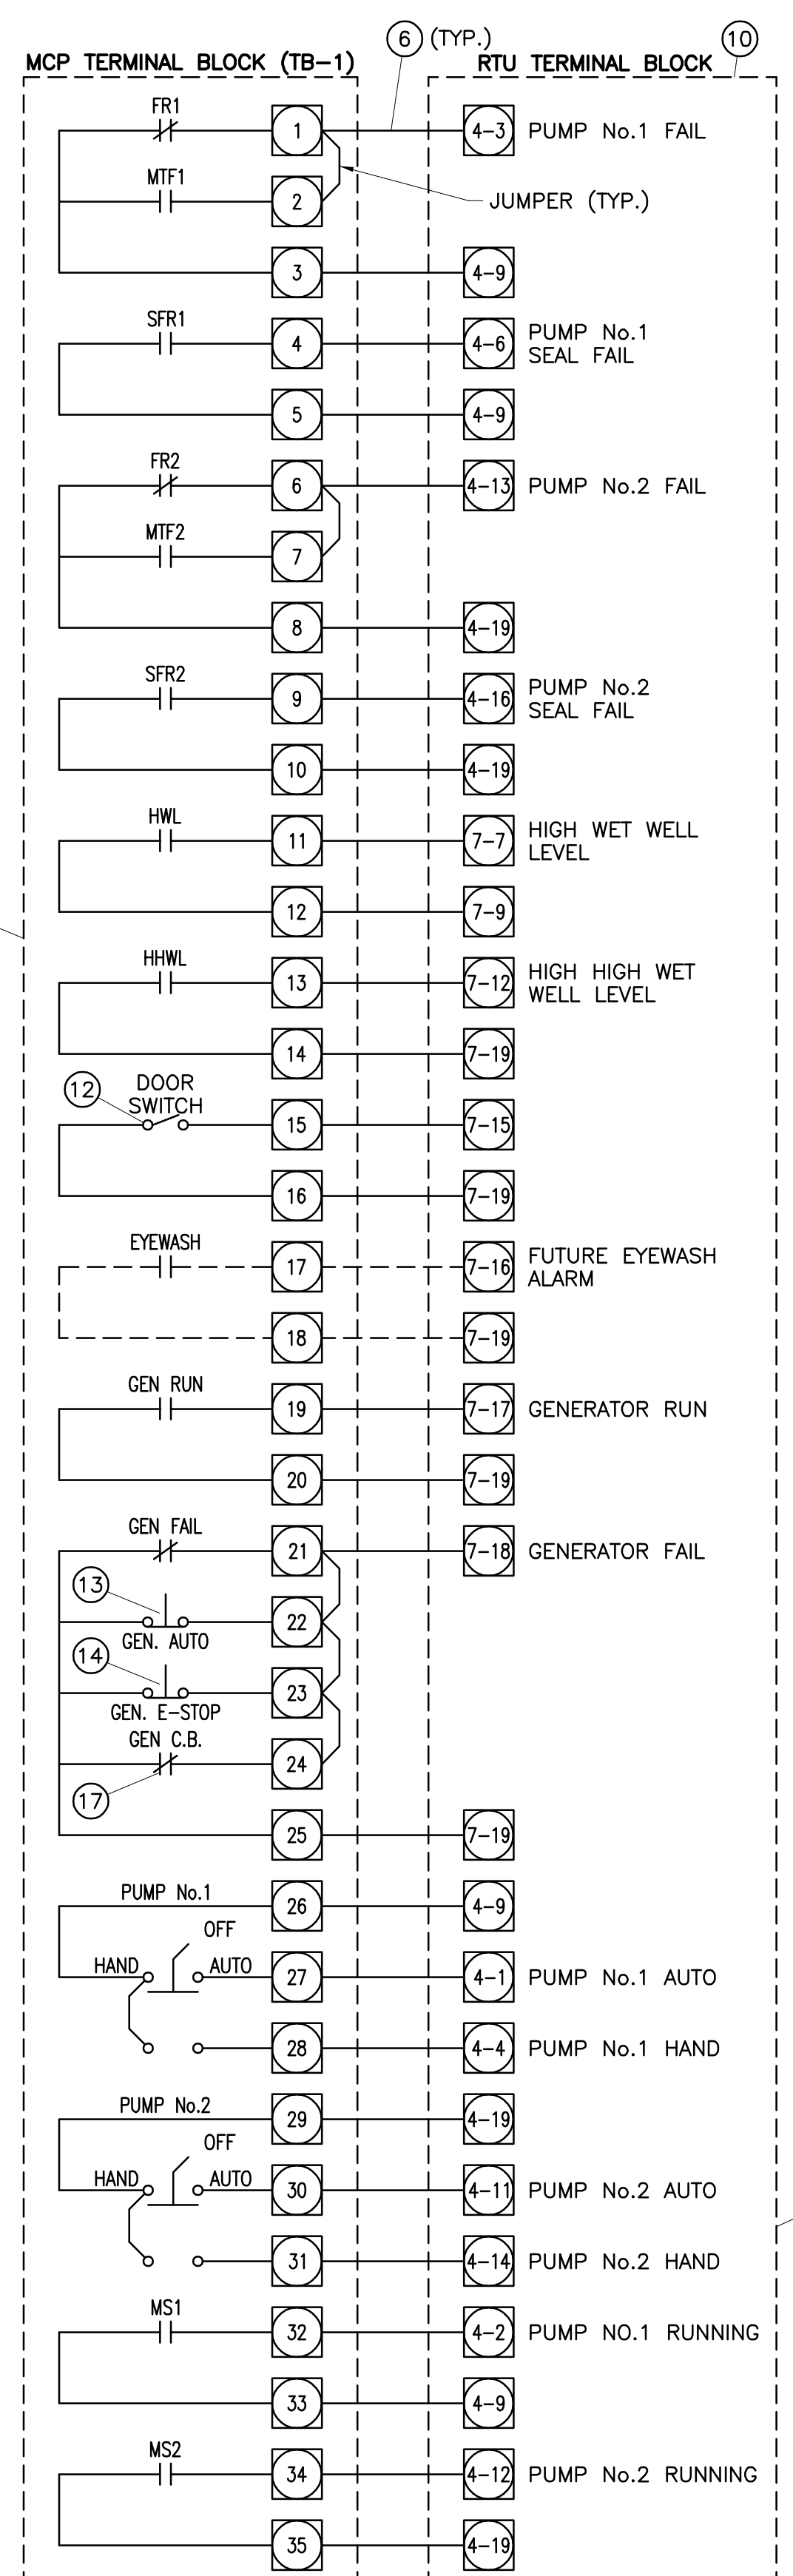 6 (TYP.) 10
MCP TERMINAL BLOCK (TB-1) RTU TERMINAL BLOCK
FR1
1 4-3 PUMP No.1 FAIL
MTF1
2 JUMPER (TYP.)
3 4-9
SFR1
4 4-6 PUMP No.1
SEAL FAIL
5 4-9
FR2
6 4-13 PUMP No.2 FAIL
MTF2
7
8 4-19
SFR2
9 4-16 PUMP No.2
SEAL FAIL
10 4-19
HWL
11 7-7 HIGH WET WELL
LEVEL
12 7-9
HHWL
13 7-12 HIGH HIGH WET
WELL LEVEL
14 7-19
12 DOOR
SWITCH
15 7-15
16 7-19
EYEWASH
17 7-16 FUTURE EYEWASH
ALARM
18 7-19
GEN RUN
19 7-17 GENERATOR RUN
20 7-19
GEN FAIL
21 7-18 GENERATOR FAIL
13
22
GEN. AUTO
14
23
GEN. E-STOP
GEN C.B.
24
17
25 7-19
PUMP No.1
26 4-9
OFF
HAND AUTO 27 4-1 PUMP No.1 AUTO
28 4-4 PUMP No.1 HAND
PUMP No.2
29 4-19
OFF
HAND AUTO 30 4-11 PUMP No.2 AUTO
31 4-14 PUMP No.2 HAND
MS1
32 4-2 PUMP NO.1 RUNNING
33 4-9
MS2
34 4-12 PUMP No.2 RUNNING
35 4-19